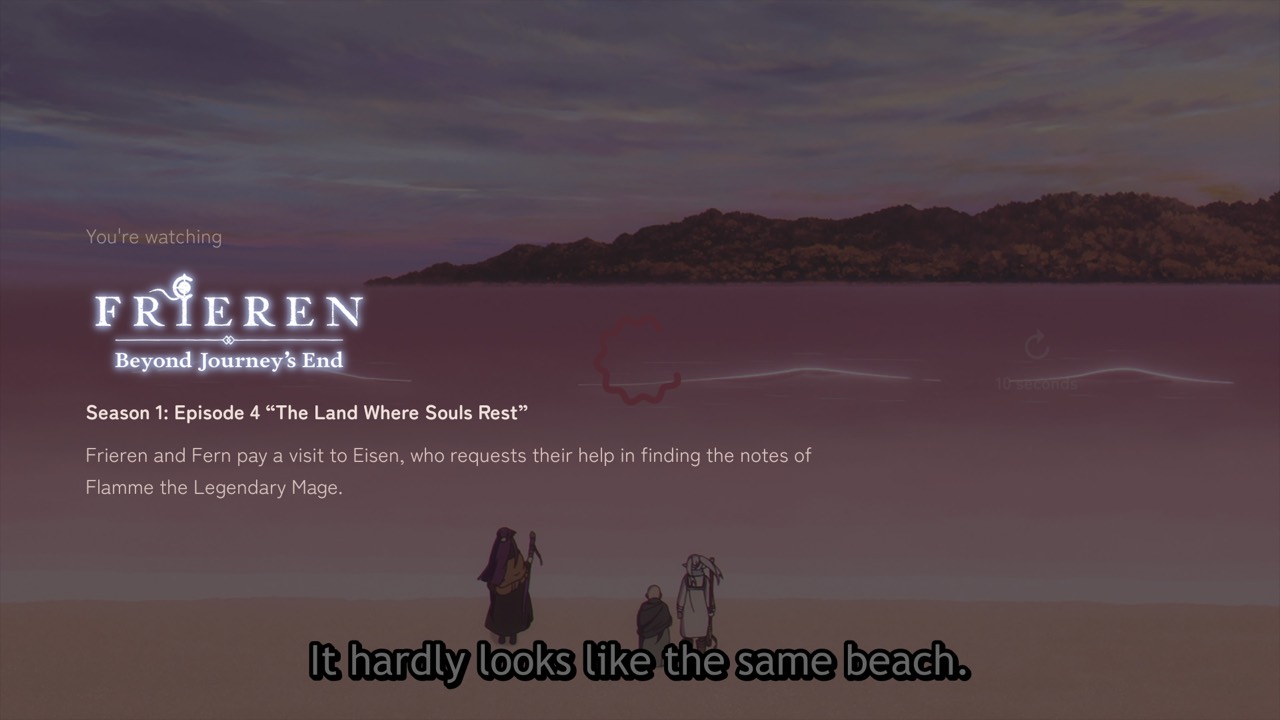 You're watching
FRIEREN
Beyond Journey's End
10 seconds
Season 1: Episode 4 “The Land Where Souls Rest”
Frieren and Fern pay a visit to Eisen, who requests their help in finding the notes of
Flamme the Legendary Mage.
It hardly looks like the same beach.